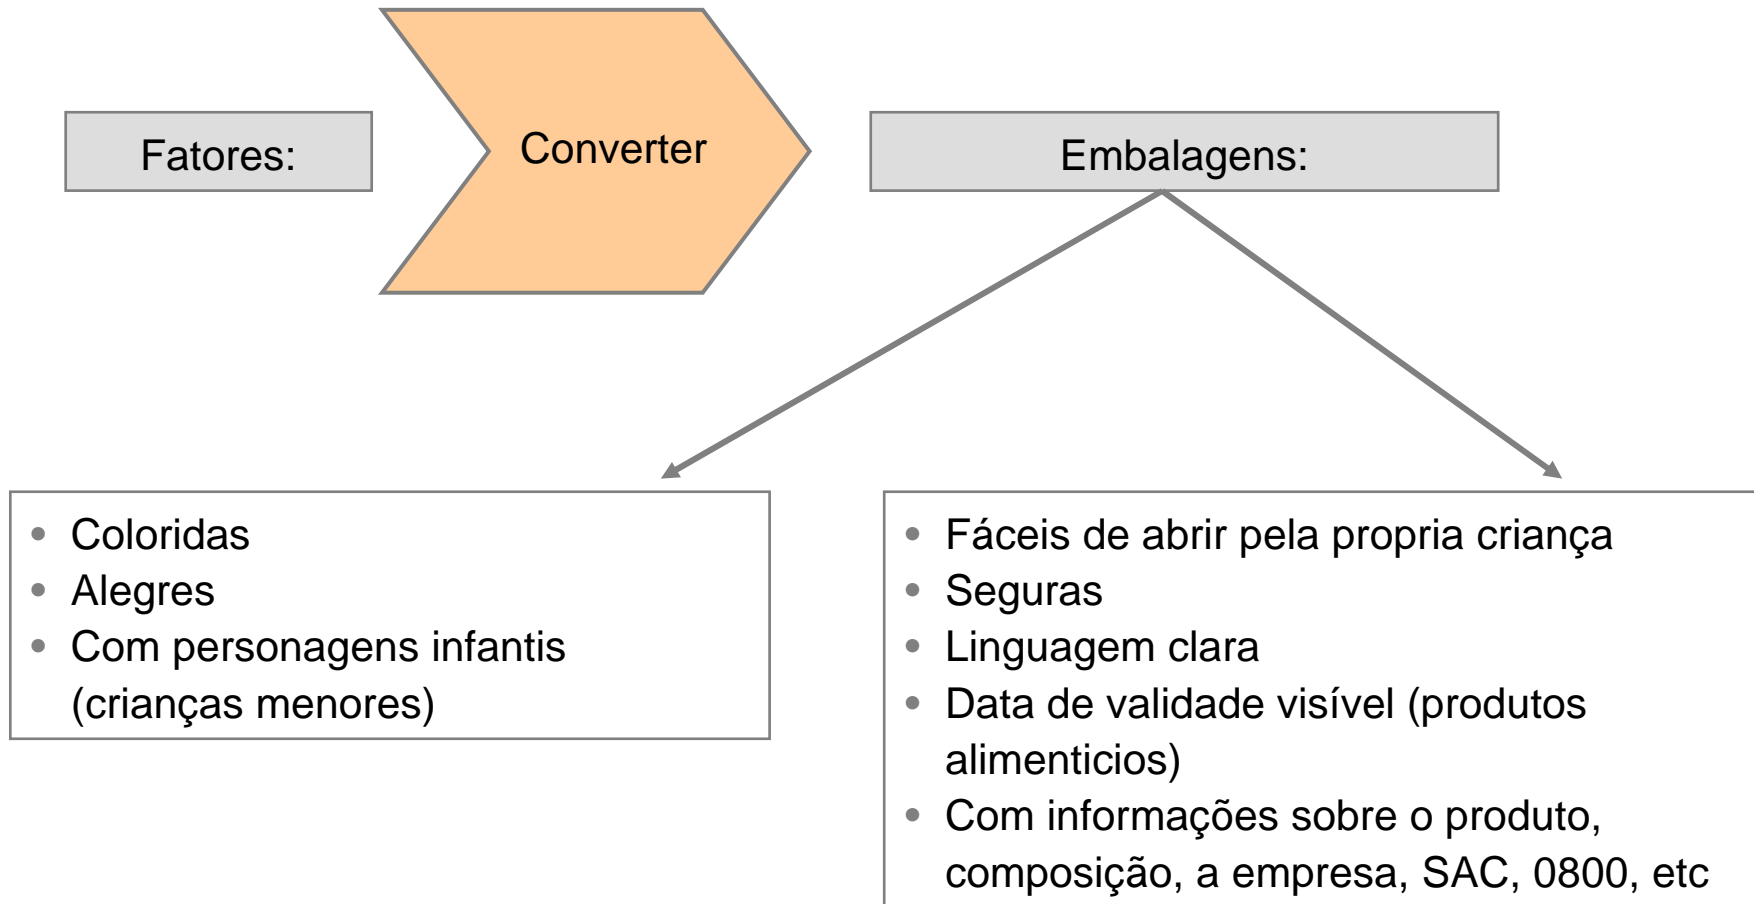 Fatores:
Converter
Embalagens:
• Coloridas
• Alegres
• Com personagens infantis
(crianças menores)
• Fáceis de abrir pela propria criança
• Seguras
• Linguagem clara
• Data de validade visível (produtos
alimenticios)
• Com informações sobre o produto,
composição, a empresa, SAC, 0800, etc